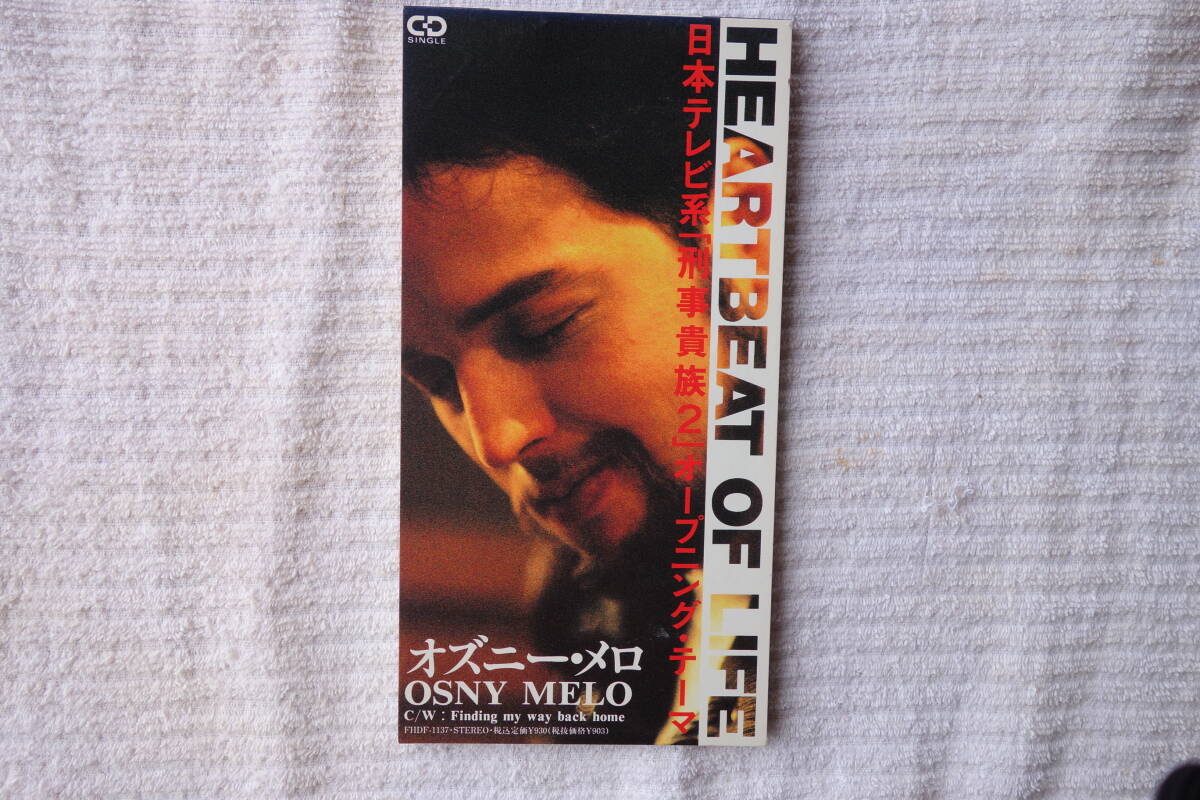 CD
SINGLE
HEARTBEAT OF LIFE
日本テレビ系「刑事貴族2」オープニング・テーマ
オズニー・メロ
OSNY MELO
C/W : Finding my way back home
FHDF-1137・STEREO・税込定価¥930(税抜価格¥903)